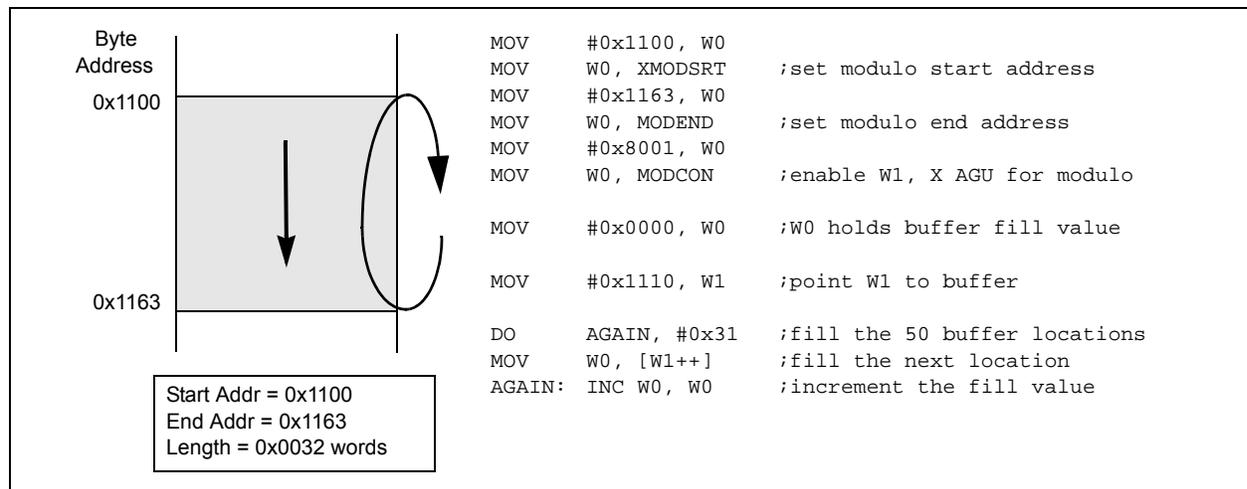 Byte
Address
0x1100
0x1163
Start Addr = 0x1100
End Addr = 0x1163
Length = 0x0032 words
MOV #0x1100, W0
MOV W0, XMODSRT ;set modulo start address
MOV #0x1163, W0
MOV W0, MODEND ;set modulo end address
MOV #0x8001, W0
MOV W0, MODCON ;enable W1, X AGU for modulo
MOV #0x0000, W0 ;W0 holds buffer fill value
MOV #0x1110, W1 ;point W1 to buffer
DO AGAIN, #0x31 ;fill the 50 buffer locations
MOV W0, [W1++] ;fill the next location
AGAIN: INC W0, W0 ;increment the fill value